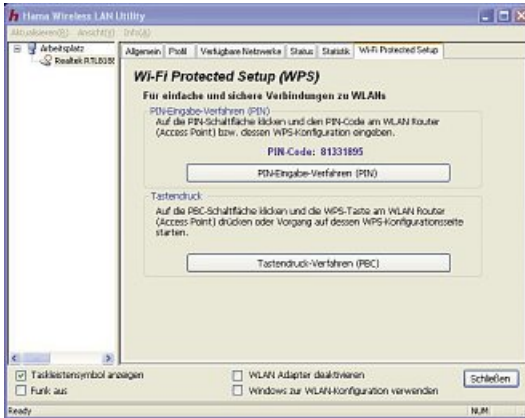 Hama Wireless LAN Utility
Aktualisieren(R) Ansicht(V) Info(A)
Arbeitsplatz
Realtek RTL818
Allgemein Profil Verfügbare Netzwerke Status Statistik Wi-Fi Protected Setup
Wi-Fi Protected Setup (WPS)
Für einfache und sichere Verbindungen zu WLANs
PIN-Eingabe-Verfahren (PIN)
Auf die PIN-Schaltfläche klicken und den PIN-Code am WLAN Router
(Access Point) bzw. dessen WPS-Konfiguration eingeben.
PIN-Code: 81331895
PIN-Eingabe-Verfahren (PIN)
Tastendruck
Auf die PBC-Schaltfläche klicken und die WPS-Taste am WLAN Router
(Access Point) drücken oder Vorgang auf dessen WPS-Konfigurationsseite
starten.
Tastendruck-Verfahren (PBC)
Taskleistensymbol anzeigen
Funk aus
WLAN Adapter deaktivieren
Windows zur WLAN-Konfiguration verwenden
Schließen
Ready
NUM